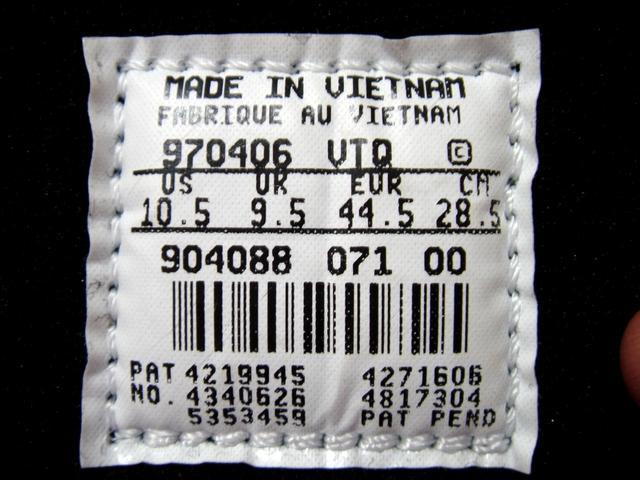 MADE IN VIETNAM
FABRIQUE AU VIETNAM
970406 VTQ ©
US UK EUR CM
10.5 9.5 44.5 28.5
904088 071 00
PAT 4219945 4271606
NO. 4340626 4817304
5353459 PAT PEND